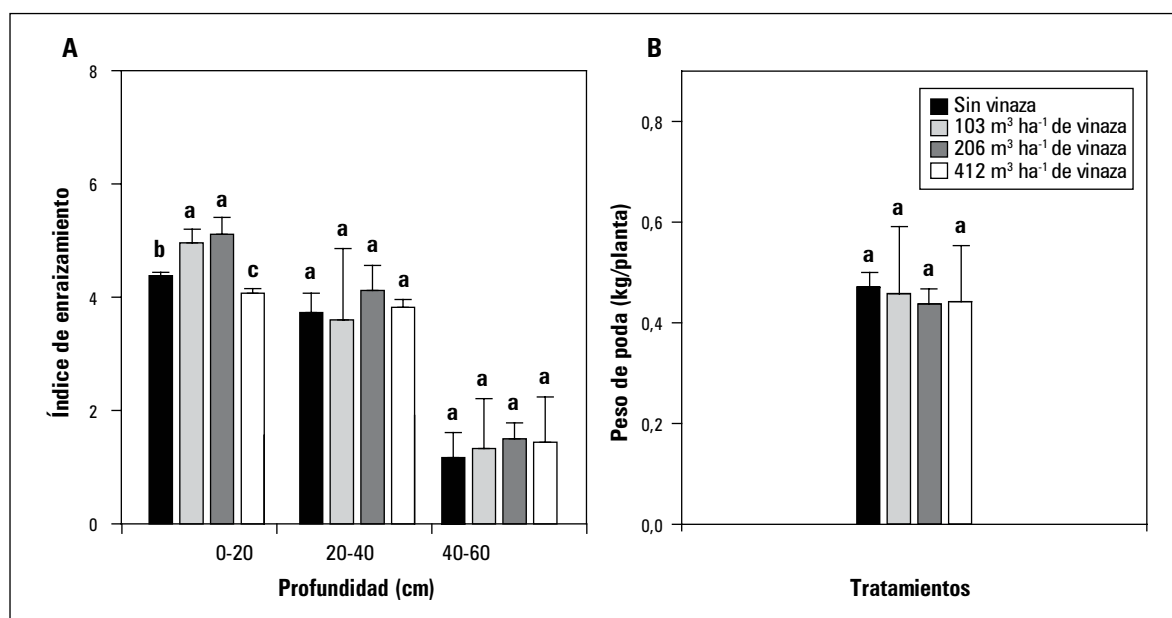 A
Índice de enraizamiento
8
6
4
2
0
b
a
a
c
a
a
a
a
a
a
a
a
0-20
20-40
40-60
Profundidad (cm)
B
Peso de poda (kg/planta)
0,8
0,6
0,4
0,2
0,0
Sin vinaza
103 m³ ha⁻¹ de vinaza
206 m³ ha⁻¹ de vinaza
412 m³ ha⁻¹ de vinaza
a
a
a
a
Tratamientos